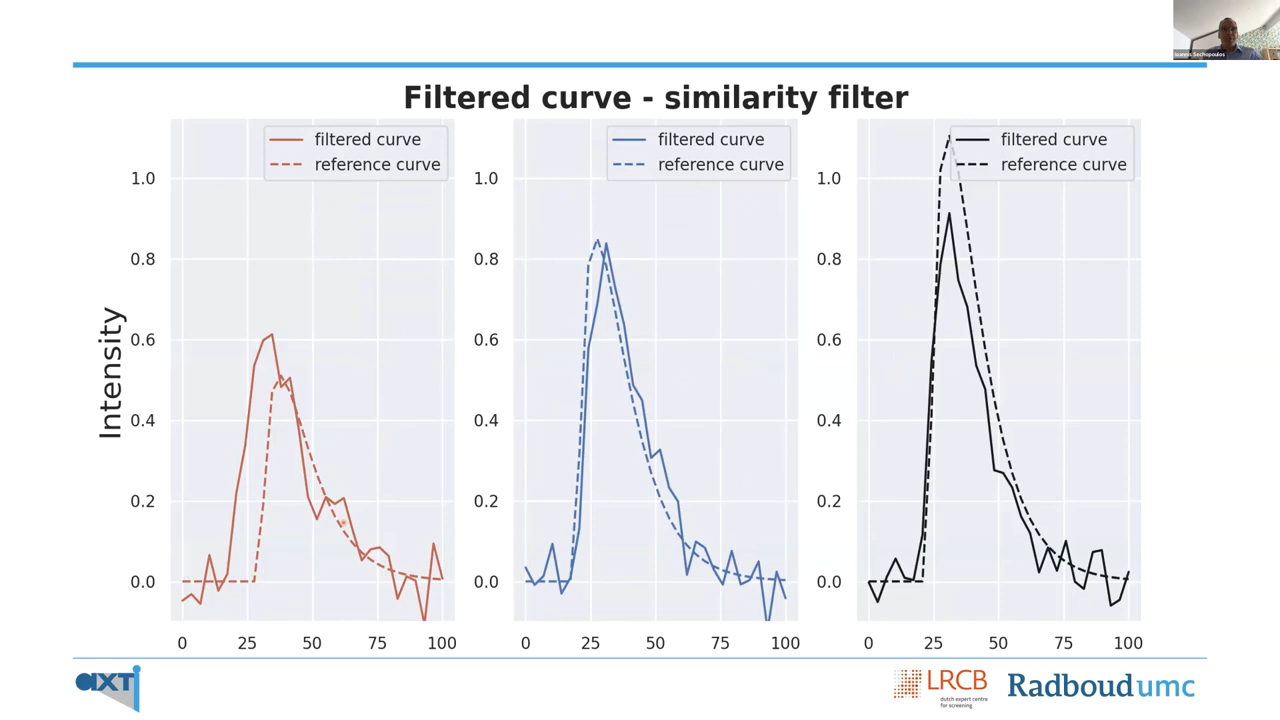 Ioannis Sechopoulos
Filtered curve - similarity filter
Intensity
filtered curve
reference curve
1.0
0.8
0.6
0.4
0.2
0.0
0 25 50 75 100
filtered curve
reference curve
1.0
0.8
0.6
0.4
0.2
0.0
0 25 50 75 100
filtered curve
reference curve
1.0
0.8
0.6
0.4
0.2
0.0
0 25 50 75 100
aixTi
LRCB
dutch expert centre
for screening
Radboudumc